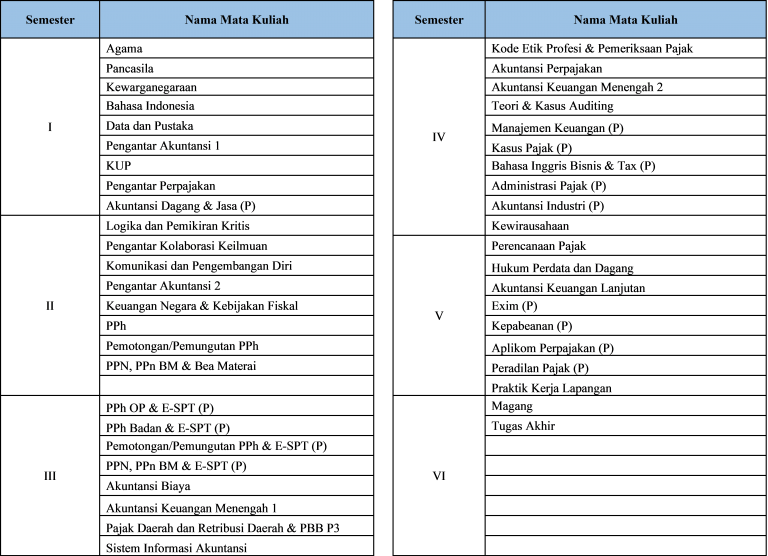 Semester Nama Mata Kuliah
I
Agama
Pancasila
Kewarganegaraan
Bahasa Indonesia
Data dan Pustaka
Pengantar Akuntansi 1
KUP
Pengantar Perpajakan
Akuntansi Dagang & Jasa (P)
II
Logika dan Pemikiran Kritis
Pengantar Kolaborasi Keilmuan
Komunikasi dan Pengembangan Diri
Pengantar Akuntansi 2
Keuangan Negara & Kebijakan Fiskal
PPh
Pemotongan/Pemungutan PPh
PPN, PPn BM & Bea Materai
III
PPh OP & E-SPT (P)
PPh Badan & E-SPT (P)
Pemotongan/Pemungutan PPh & E-SPT (P)
PPN, PPn BM & E-SPT (P)
Akuntansi Biaya
Akuntansi Keuangan Menengah 1
Pajak Daerah dan Retribusi Daerah & PBB P3
Sistem Informasi Akuntansi
Semester Nama Mata Kuliah
IV
Kode Etik Profesi & Pemeriksaan Pajak
Akuntansi Perpajakan
Akuntansi Keuangan Menengah 2
Teori & Kasus Auditing
Manajemen Keuangan (P)
Kasus Pajak (P)
Bahasa Inggris Bisnis & Tax (P)
Administrasi Pajak (P)
Akuntansi Industri (P)
Kewirausahaan
V
Perencanaan Pajak
Hukum Perdata dan Dagang
Akuntansi Keuangan Lanjutan
Exim (P)
Kepabeanan (P)
Aplikom Perpajakan (P)
Peradilan Pajak (P)
Praktik Kerja Lapangan
VI
Magang
Tugas Akhir